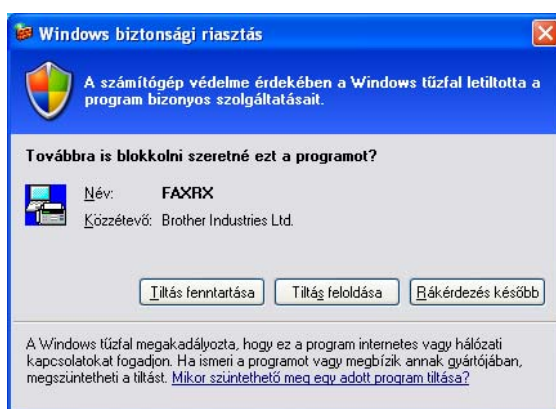 Windows biztonsági riasztás
A számítógép védelme érdekében a Windows tűzfal letiltotta a
program bizonyos szolgáltatásait.
Továbbra is blokkolni szeretné ezt a programot?
Név: FAXRX
Közzétevő: Brother Industries Ltd.
Tiltás fenntartása Tiltás feloldása Rákérdezés később
A Windows tűzfal megakadályozta, hogy ez a program internetes vagy hálózati
kapcsolatokat fogadjon. Ha ismeri a programot vagy megbízik annak gyártójában,
megszüntetheti a tiltást. Mikor szüntethető meg egy adott program tiltása?